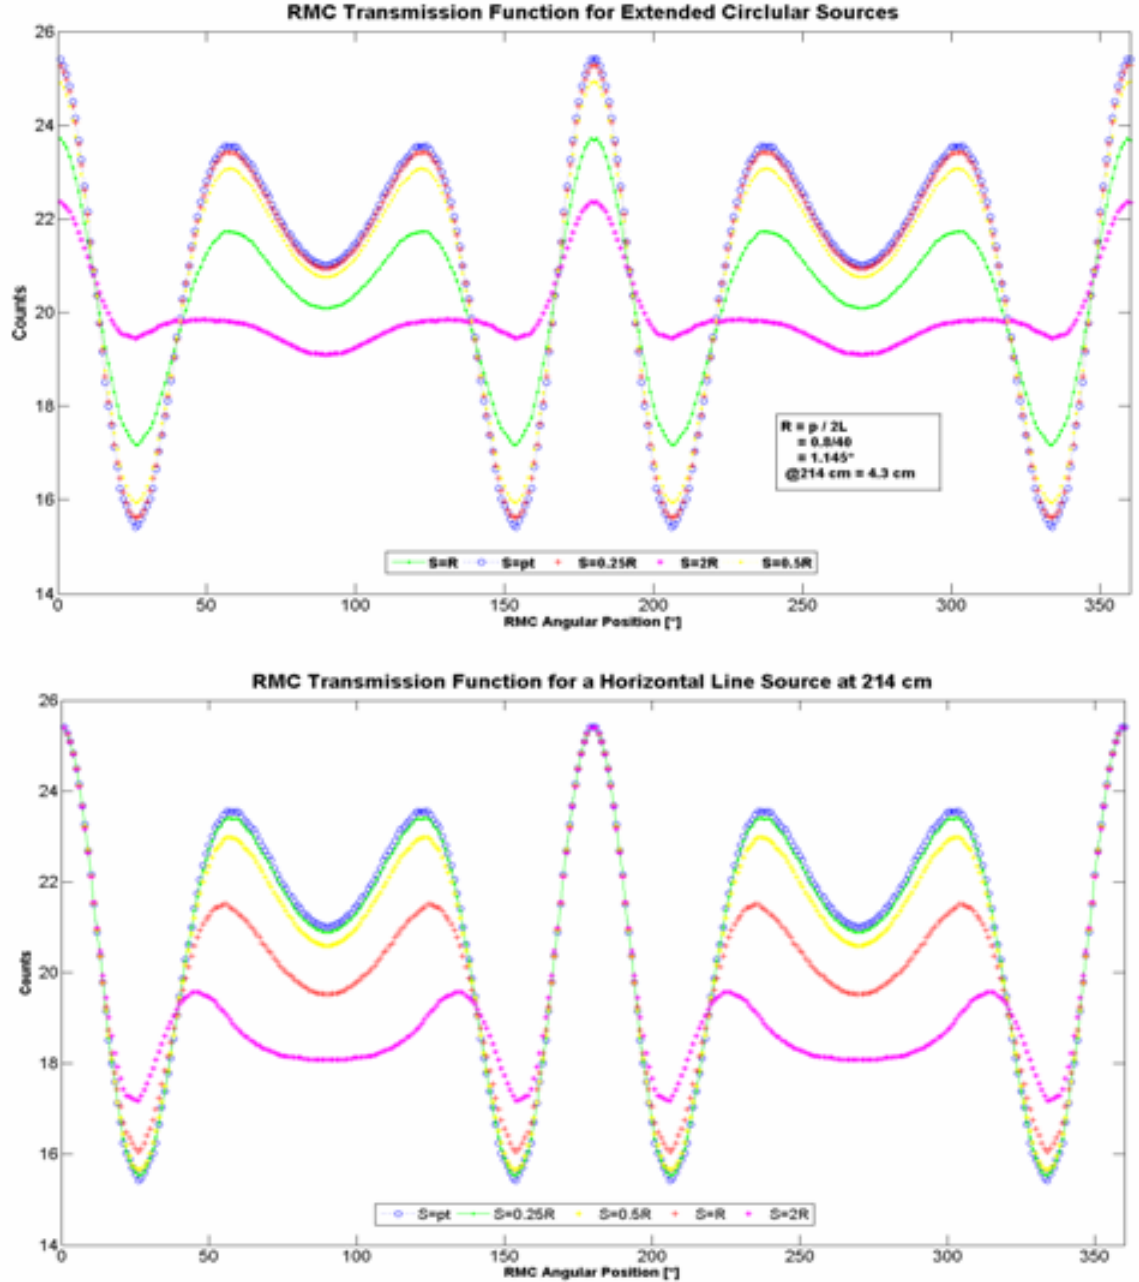 RMC Transmission Function for Extended Circlular Sources
26
24
22
20
18
16
14
Counts
0 50 100 150 200 250 300 350
RMC Angular Position [°]
R = p / 2L
= 0.8/40
= 1.145°
@214 cm = 4.3 cm
S=R S=pt S=0.25R S=2R S=0.5R
RMC Transmission Function for a Horizontal Line Source at 214 cm
26
24
22
20
18
16
14
Counts
0 50 100 150 200 250 300 350
RMC Angular Position [°]
S=pt S=0.25R S=0.5R S=R S=2R